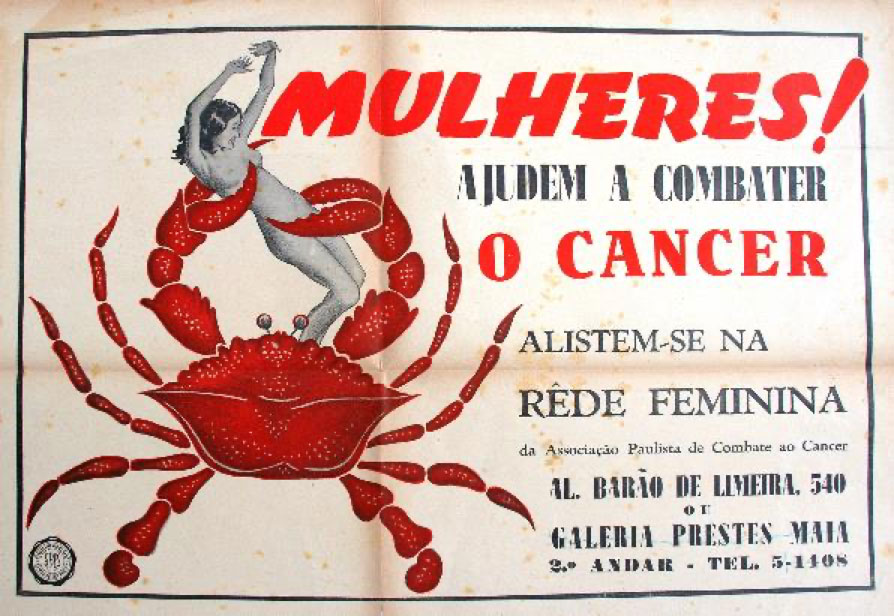 MULHERES!
AJUDEM A COMBATER
O CANCER
ALISTEM-SE NA
RÊDE FEMININA
da Associação Paulista de Combate ao Cancer
AL. BARÃO DE LIMEIRA, 540
OU
GALERIA PRESTES MAIA
2.º ANDAR - TEL. 5-1408